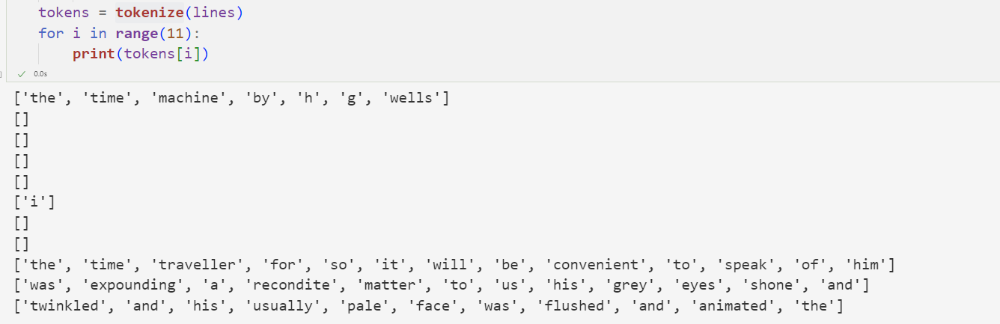 tokens = tokenize(lines)
for i in range(11):
    print(tokens[i])
] ✓ 0.0s
['the', 'time', 'machine', 'by', 'h', 'g', 'wells']
[]
[]
[]
[]
['i']
[]
[]
['the', 'time', 'traveller', 'for', 'so', 'it', 'will', 'be', 'convenient', 'to', 'speak', 'of', 'him']
['was', 'expounding', 'a', 'recondite', 'matter', 'to', 'us', 'his', 'grey', 'eyes', 'shone', 'and']
['twinkled', 'and', 'his', 'usually', 'pale', 'face', 'was', 'flushed', 'and', 'animated', 'the']